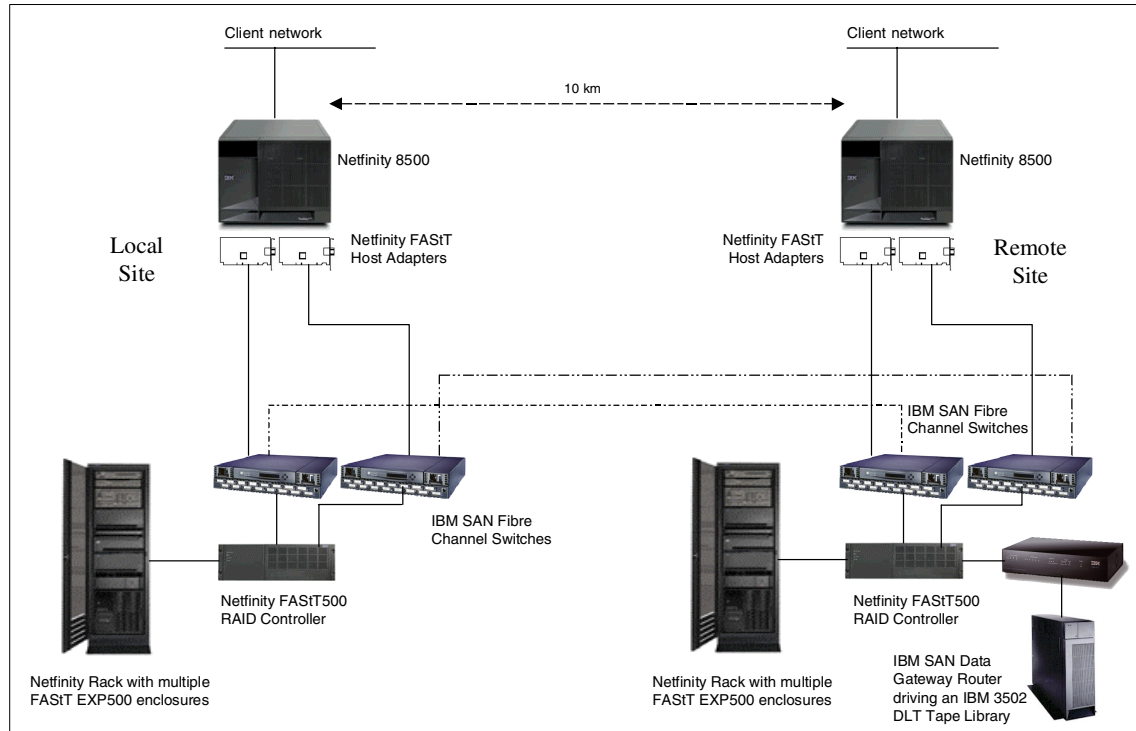 Client network
Client network
10 km
Netfinity 8500
Netfinity 8500
Local
Site
Netfinity FAStT
Host Adapters
Netfinity FAStT
Host Adapters
Remote
Site
IBM SAN Fibre
Channel Switches
IBM SAN Fibre
Channel Switches
Netfinity FAStT500
RAID Controller
Netfinity FAStT500
RAID Controller
Netfinity Rack with multiple
FAStT EXP500 enclosures
Netfinity Rack with multiple
FAStT EXP500 enclosures
IBM SAN Data
Gateway Router
driving an IBM 3502
DLT Tape Library